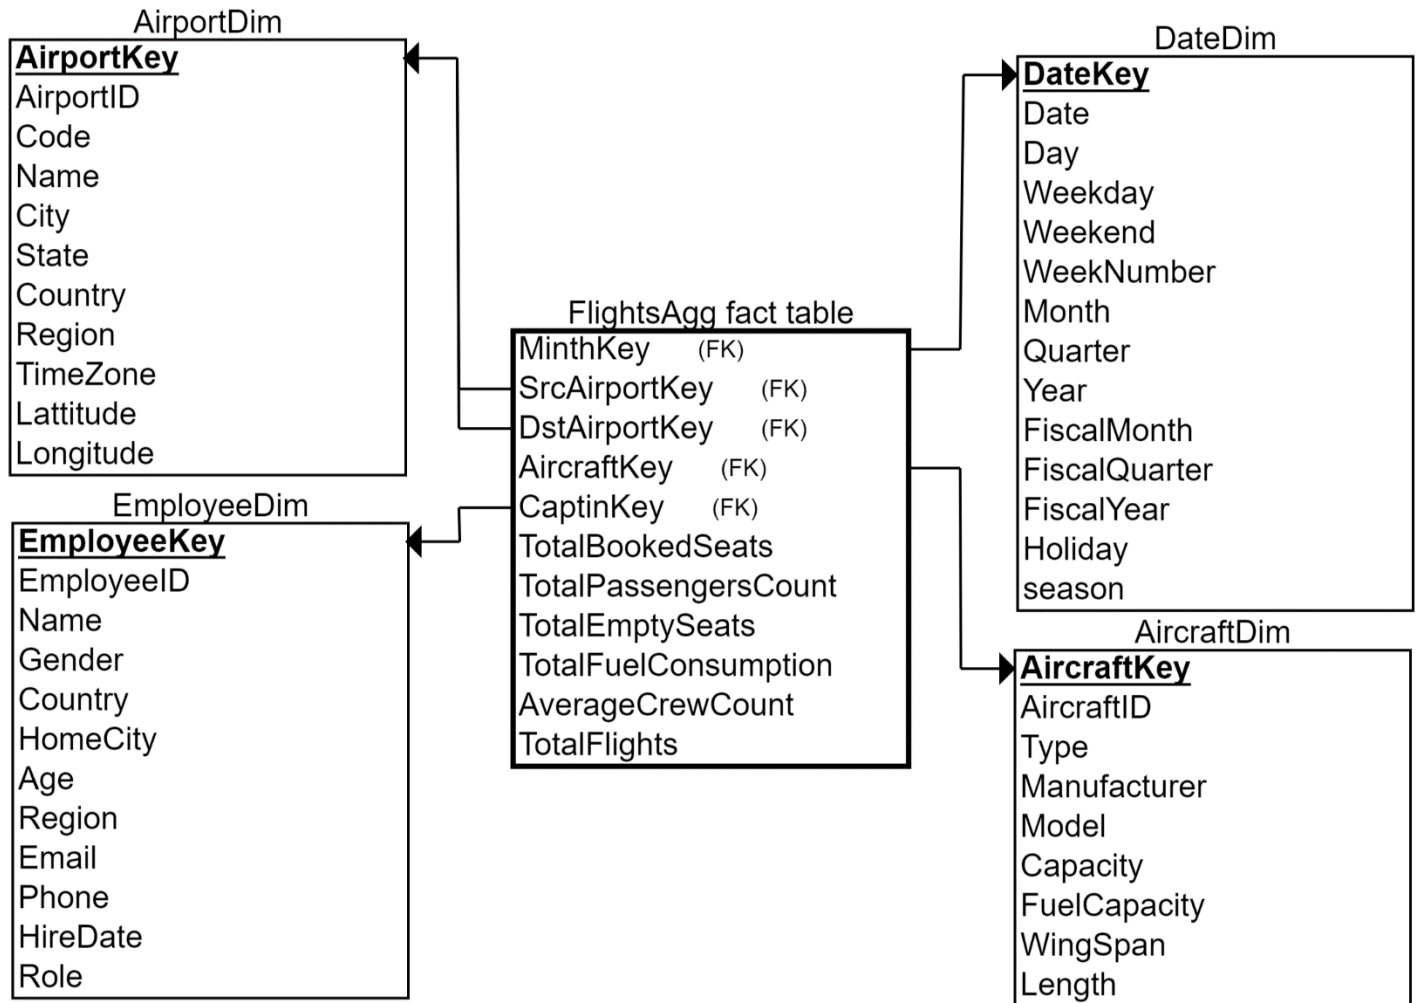 AirportDim
AirportKey
AirportID
Code
Name
City
State
Country
Region
TimeZone
Lattitude
Longitude
EmployeeDim
EmployeeKey
EmployeeID
Name
Gender
Country
HomeCity
Age
Region
Email
Phone
HireDate
Role
FlightsAgg fact table
MinthKey (FK)
SrcAirportKey (FK)
DstAirportKey (FK)
AircraftKey (FK)
CaptinKey (FK)
TotalBookedSeats
TotalPassengersCount
TotalEmptySeats
TotalFuelConsumption
AverageCrewCount
TotalFlights
DateDim
DateKey
Date
Day
Weekday
Weekend
WeekNumber
Month
Quarter
Year
FiscalMonth
FiscalQuarter
FiscalYear
Holiday
season
AircraftDim
AircraftKey
AircraftID
Type
Manufacturer
Model
Capacity
FuelCapacity
WingSpan
Length